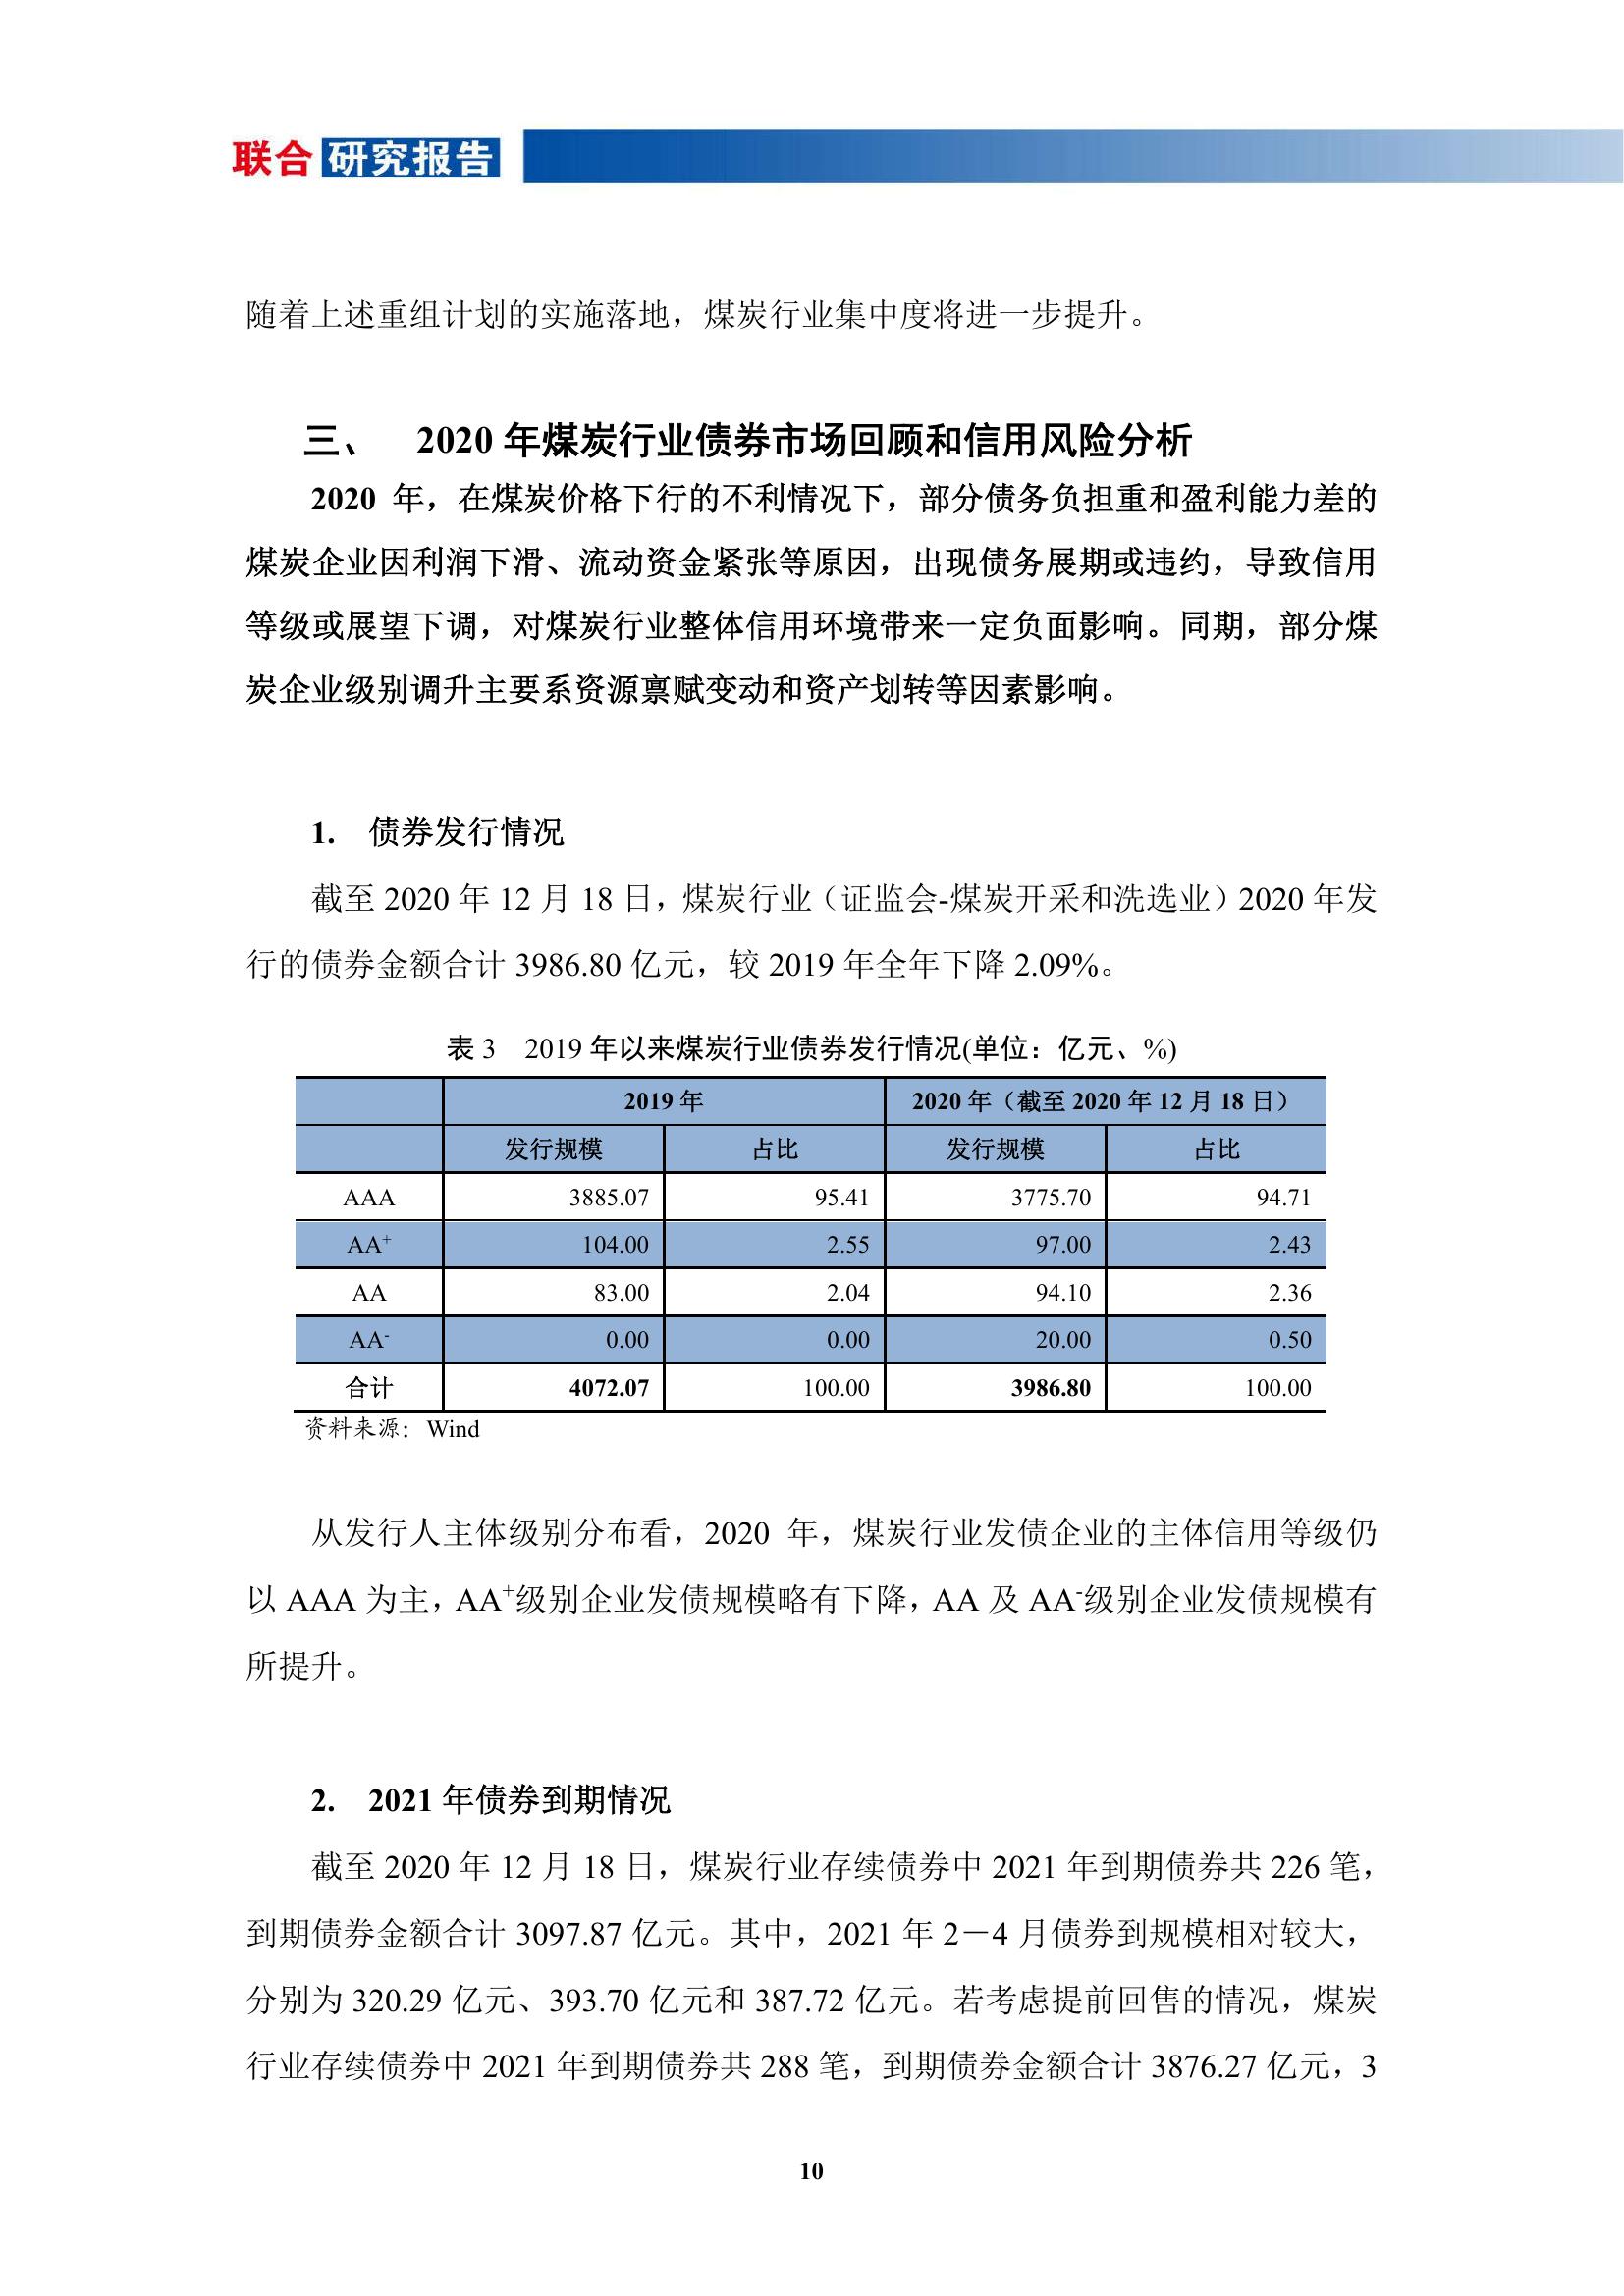 联合 研究报告
随着上述重组计划的实施落地，煤炭行业集中度将进一步提升。
三、 2020 年煤炭行业债券市场回顾和信用风险分析
2020 年，在煤炭价格下行的不利情况下，部分债务负担重和盈利能力差的
煤炭企业因利润下滑、流动资金紧张等原因，出现债务展期或违约，导致信用
等级或展望下调，对煤炭行业整体信用环境带来一定负面影响。同期，部分煤
炭企业级别调升主要系资源禀赋变动和资产划转等因素影响。
1. 债券发行情况
截至 2020 年 12 月 18 日，煤炭行业（证监会-煤炭开采和洗选业）2020 年发
行的债券金额合计 3986.80 亿元，较 2019 年全年下降 2.09%。
表 3 2019 年以来煤炭行业债券发行情况(单位：亿元、%)
2019 年 2020 年（截至 2020 年 12 月 18 日）
发行规模 占比 发行规模 占比
AAA 3885.07 95.41 3775.70 94.71
AA⁺ 104.00 2.55 97.00 2.43
AA 83.00 2.04 94.10 2.36
AA⁻ 0.00 0.00 20.00 0.50
合计 4072.07 100.00 3986.80 100.00
资料来源：Wind
从发行人主体级别分布看，2020 年，煤炭行业发债企业的主体信用等级仍
以 AAA 为主，AA⁺级别企业发债规模略有下降，AA 及 AA⁻级别企业发债规模有
所提升。
2. 2021 年债券到期情况
截至 2020 年 12 月 18 日，煤炭行业存续债券中 2021 年到期债券共 226 笔，
到期债券金额合计 3097.87 亿元。其中，2021 年 2－4 月债券到规模相对较大，
分别为 320.29 亿元、393.70 亿元和 387.72 亿元。若考虑提前回售的情况，煤炭
行业存续债券中 2021 年到期债券共 288 笔，到期债券金额合计 3876.27 亿元，3
10